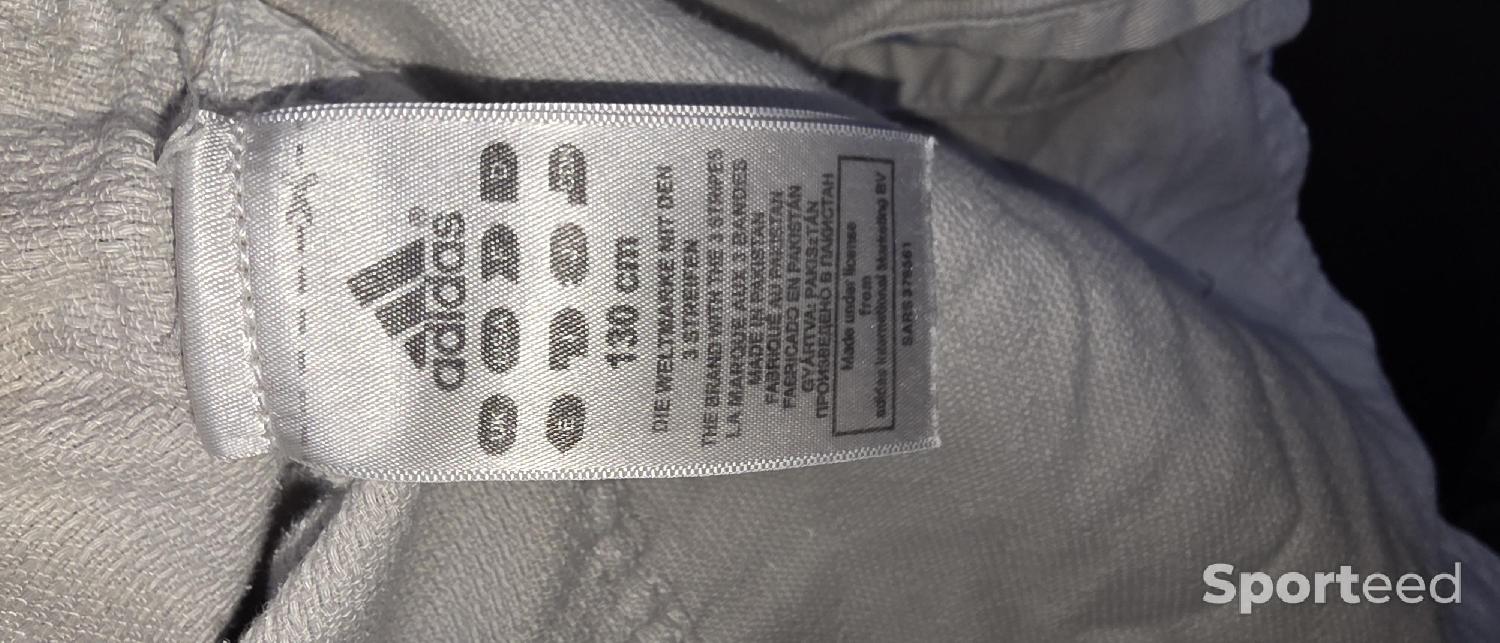 adidas®
130 cm
DIE WELTMARKE MIT DEN
3 STREIFEN
THE BRAND WITH THE 3 STRIPES
LA MARQUE AUX 3 BANDES
MADE IN PAKISTAN
FABRIQUÉ AU PAKISTAN
FABRICADO EN PAKISTÁN
GYÁRTVA: PAKISZTÁN
ПРОИЗВЕДЕНО В ПАКИСТАН
Made under license
from
adidas International Marketing BV
Sporteed